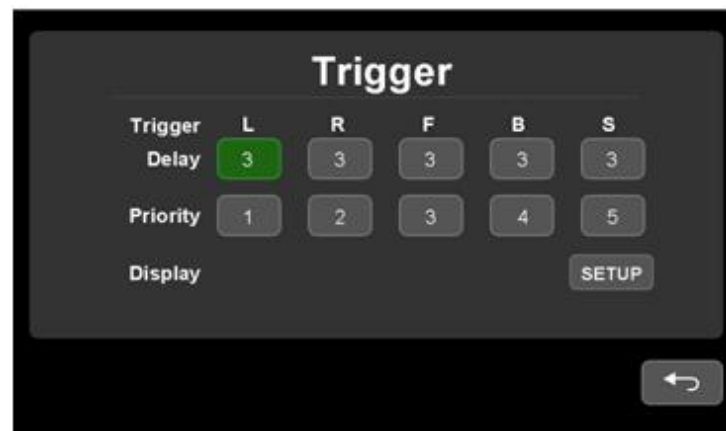 Trigger
Trigger L R F B S
Delay 3 3 3 3 3
Priority 1 2 3 4 5
Display SETUP